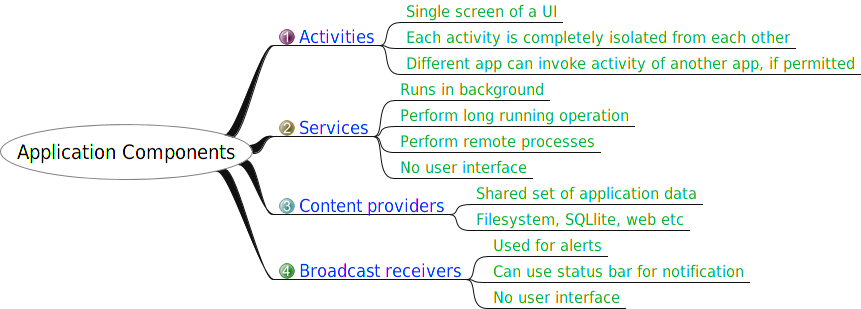 Application Components
1 Activities
Single screen of a UI
Each activity is completely isolated from each other
Different app can invoke activity of another app, if permitted
2 Services
Runs in background
Perform long running operation
Perform remote processes
No user interface
3 Content providers
Shared set of application data
Filesystem, SQLlite, web etc
4 Broadcast receivers
Used for alerts
Can use status bar for notification
No user interface